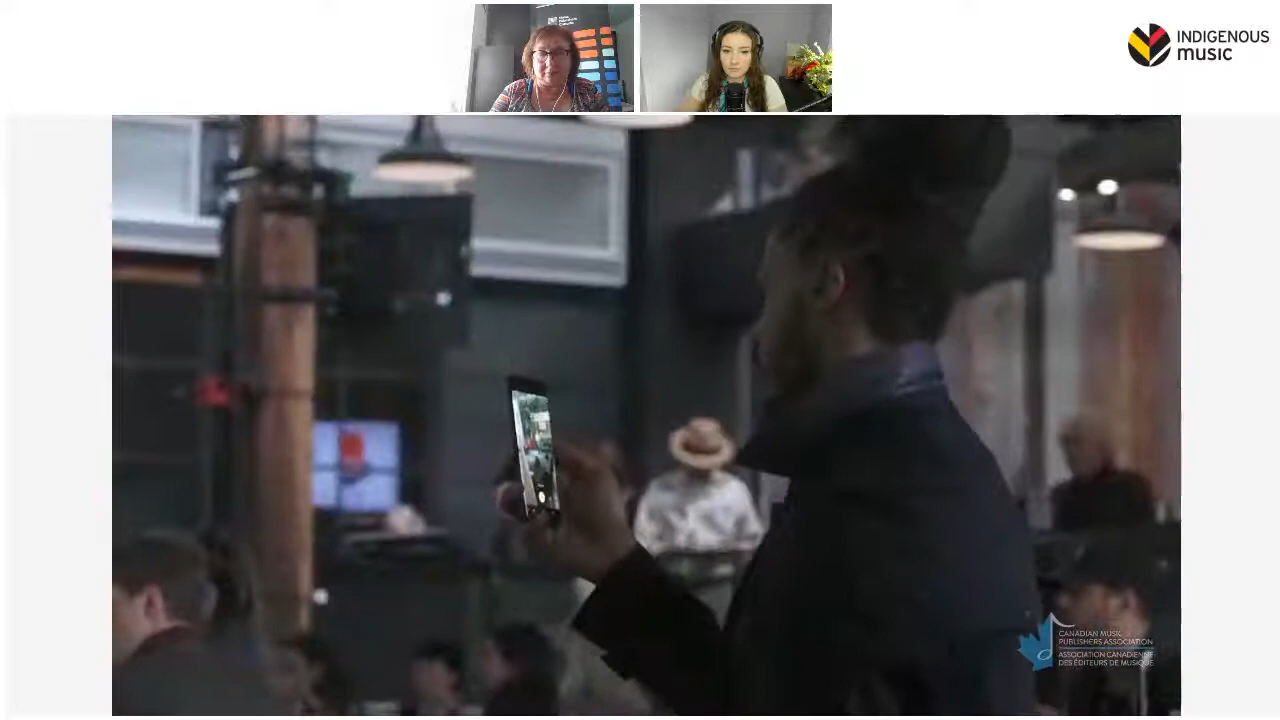 INDIGENOUS
music
CANADIAN MUSIC
PUBLISHERS ASSOCIATION
ASSOCIATION CANADIENNE
DES ÉDITEURS DE MUSIQUE